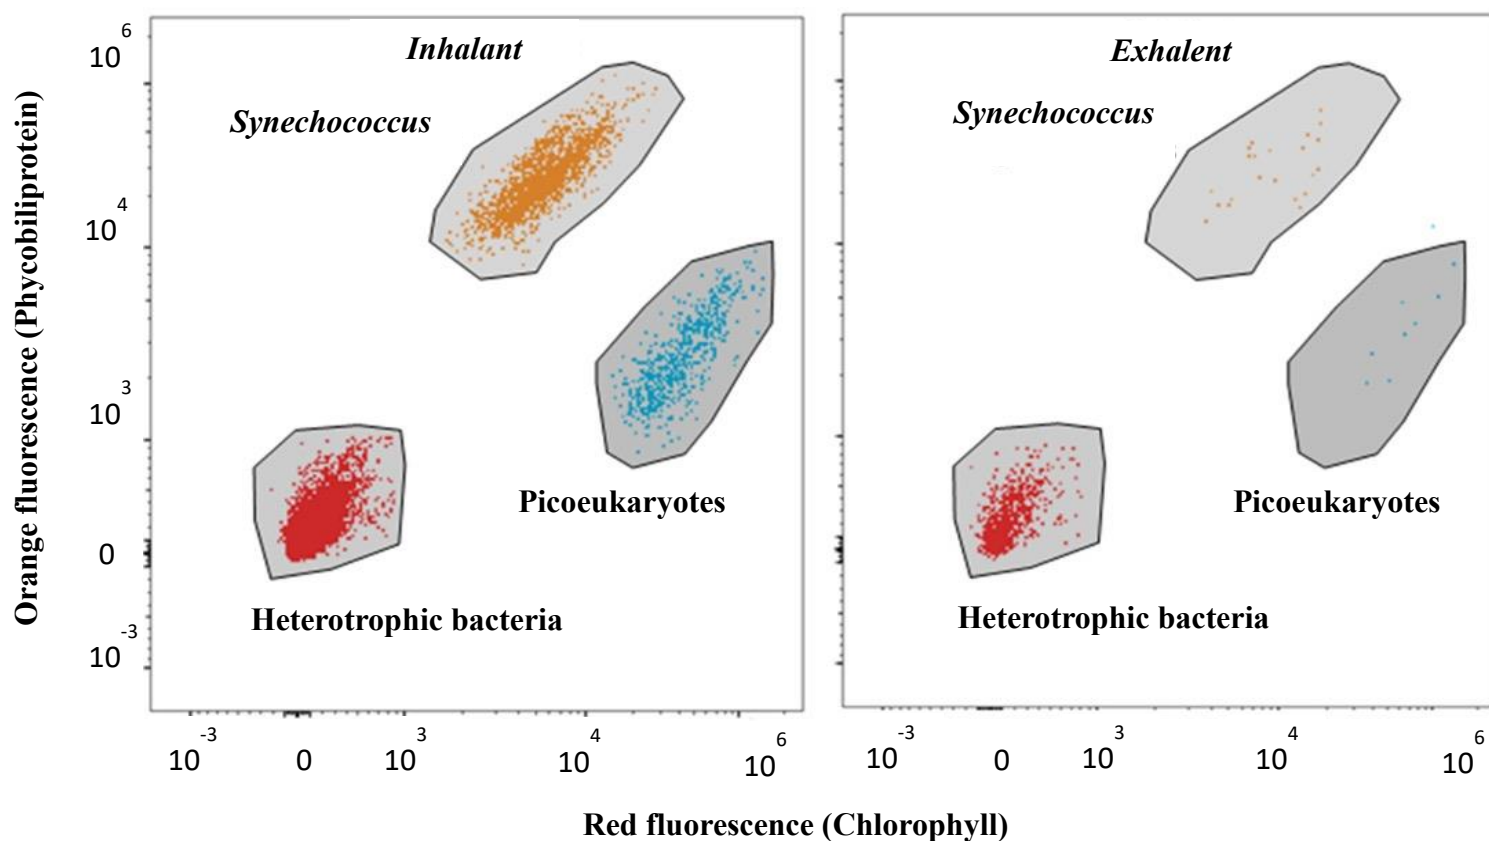 Inhalant
Exhalent
Synechococcus
Synechococcus
Picoeukaryotes
Picoeukaryotes
Heterotrophic bacteria
Heterotrophic bacteria
Orange fluorescence (Phycobiliprotein)
10^6
10^4
10^3
0
10^-3
10^-3 0 10^3 10^4 10^6
10^-3 0 10^3 10^4 10^6
Red fluorescence (Chlorophyll)